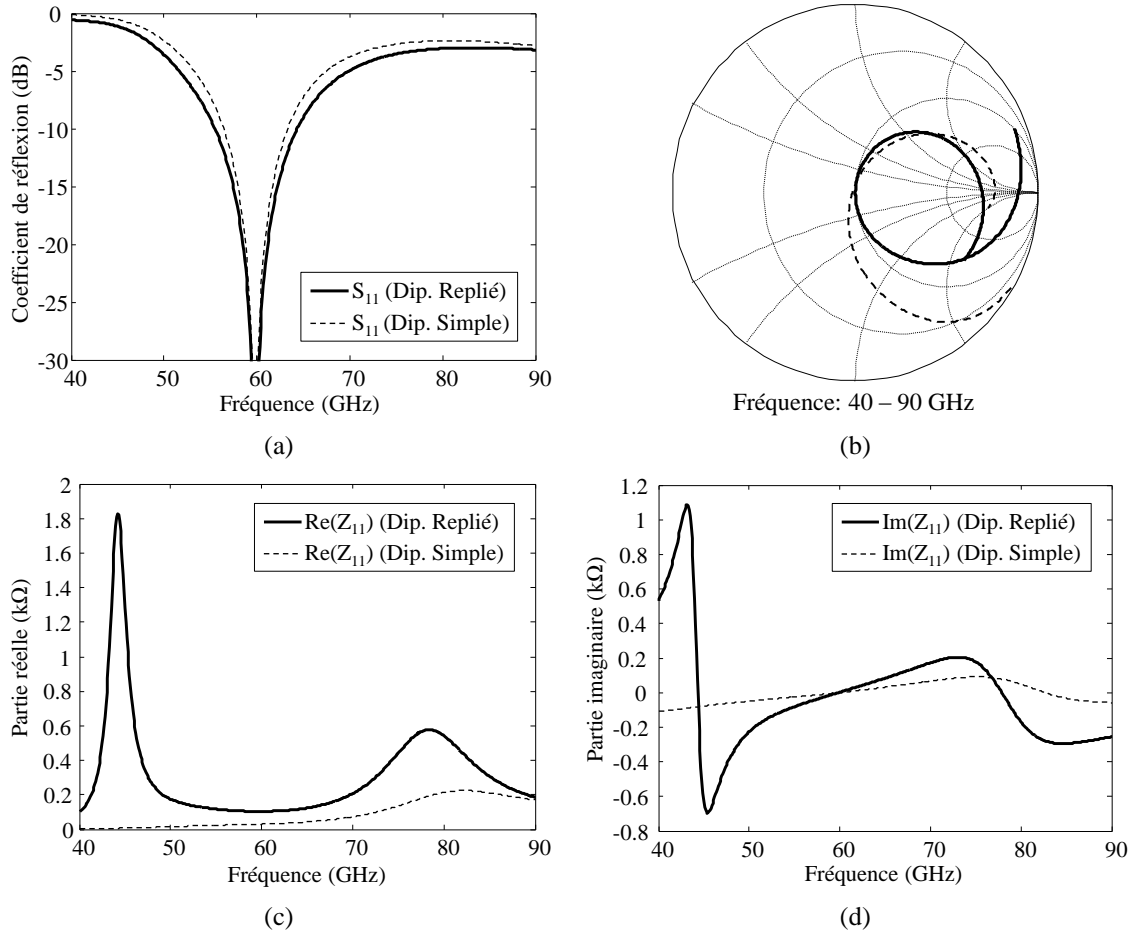 0
-5
-10
-15
-20
-25
-30
Coefficient de réflexion (dB)
S11 (Dip. Replié)
S11 (Dip. Simple)
40 50 60 70 80 90
Fréquence (GHz)
(a)
Fréquence: 40 – 90 GHz
(b)
2
1.8
1.6
1.4
1.2
1
0.8
0.6
0.4
0.2
0
Partie réelle (kΩ)
Re(Z11) (Dip. Replié)
Re(Z11) (Dip. Simple)
40 50 60 70 80 90
Fréquence (GHz)
(c)
1.2
1.0
0.8
0.6
0.4
0.2
0
-0.2
-0.4
-0.6
-0.8
Partie imaginaire (kΩ)
Im(Z11) (Dip. Replié)
Im(Z11) (Dip. Simple)
40 50 60 70 80 90
Fréquence (GHz)
(d)